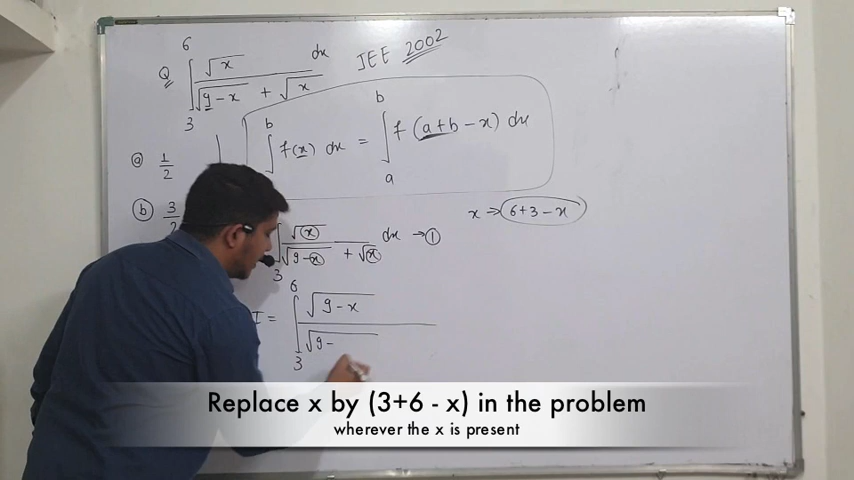 Q ∫₃⁶ √x / (√(9-x) + √x) dx JEE 2002
∫ᵇ f(x) dx = ∫ₐᵇ f(a+b-x) dx
ⓐ 1/2
ⓑ 3/2
x → 6+3-x
∫₃ √x / (√(9-x) + √x) dx → ①
I = ∫₃⁶ √(9-x) / √9-
Replace x by (3+6 - x) in the problem
wherever the x is present